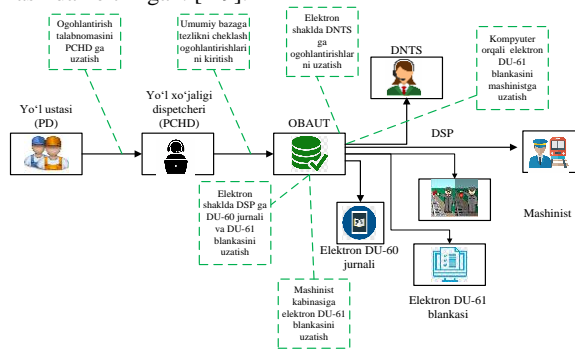 Ogohlantirish
talabnomasini
PCHD ga
uzatish
Umumiy bazaga
tezlikni cheklash
ogohlantirishlari
ni kiritish
Elektron
shaklda DNTS
ga
ogohlantirishlar
ni uzatish
DNTS
Kompyuter
orqali elektron
DU-61
blankasini
mashinistga
uzatish
Yo‘l ustasi
(PD)
Yo‘l xo‘jaligi
dispetcheri
(PCHD)
OBAUT
DSP
Mashinist
Elektron
shaklda DSP ga
DU-60 jurnali
va DU-61
blankasini
uzatish
Elektron DU-60
jurnali
Mashinist
kabinasiga
elektron DU-61
blankasini
uzatish
Elektron DU-61
blankasi